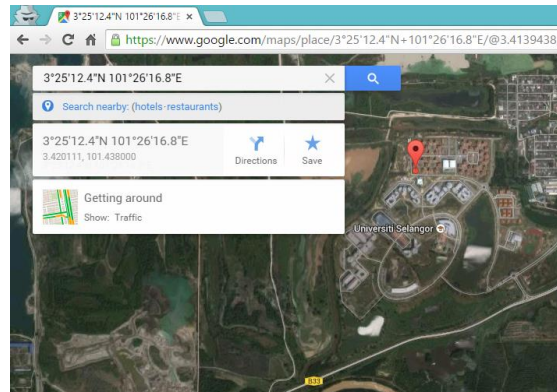 3°25'12.4"N 101°26'16.8"E
https://www.google.com/maps/place/3°25'12.4"N+101°26'16.8"E/@3.4139438
3°25'12.4"N 101°26'16.8"E
Search nearby: (hotels-restaurants)
3°25'12.4"N 101°26'16.8"E
3.420111, 101.438000
Directions
Save
Getting around
Show: Traffic
Universiti Selangor
B33